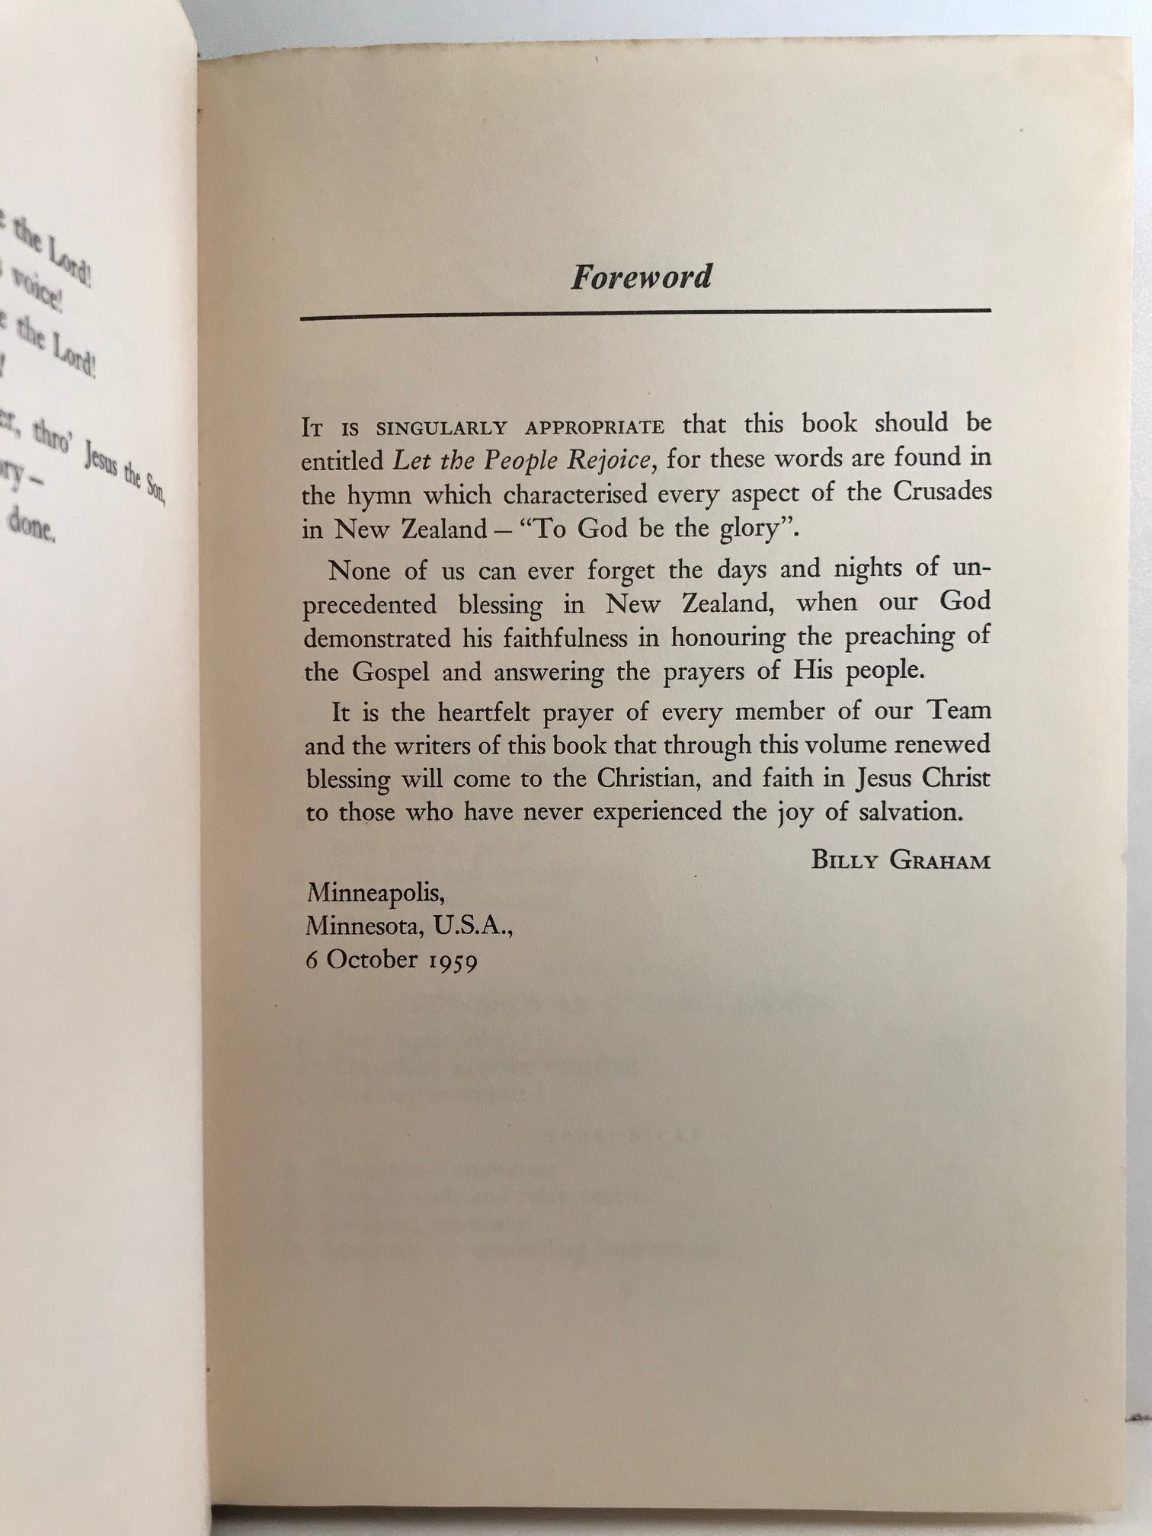 the Lord!
voice!
the Lord!
thro' Jesus the Son,
done.
Foreword
IT IS SINGULARLY APPROPRIATE that this book should be
entitled Let the People Rejoice, for these words are found in
the hymn which characterised every aspect of the Crusades
in New Zealand – “To God be the glory”.
None of us can ever forget the days and nights of un-
precedented blessing in New Zealand, when our God
demonstrated his faithfulness in honouring the preaching of
the Gospel and answering the prayers of His people.
It is the heartfelt prayer of every member of our Team
and the writers of this book that through this volume renewed
blessing will come to the Christian, and faith in Jesus Christ
to those who have never experienced the joy of salvation.
BILLY GRAHAM
Minneapolis,
Minnesota, U.S.A.,
6 October 1959